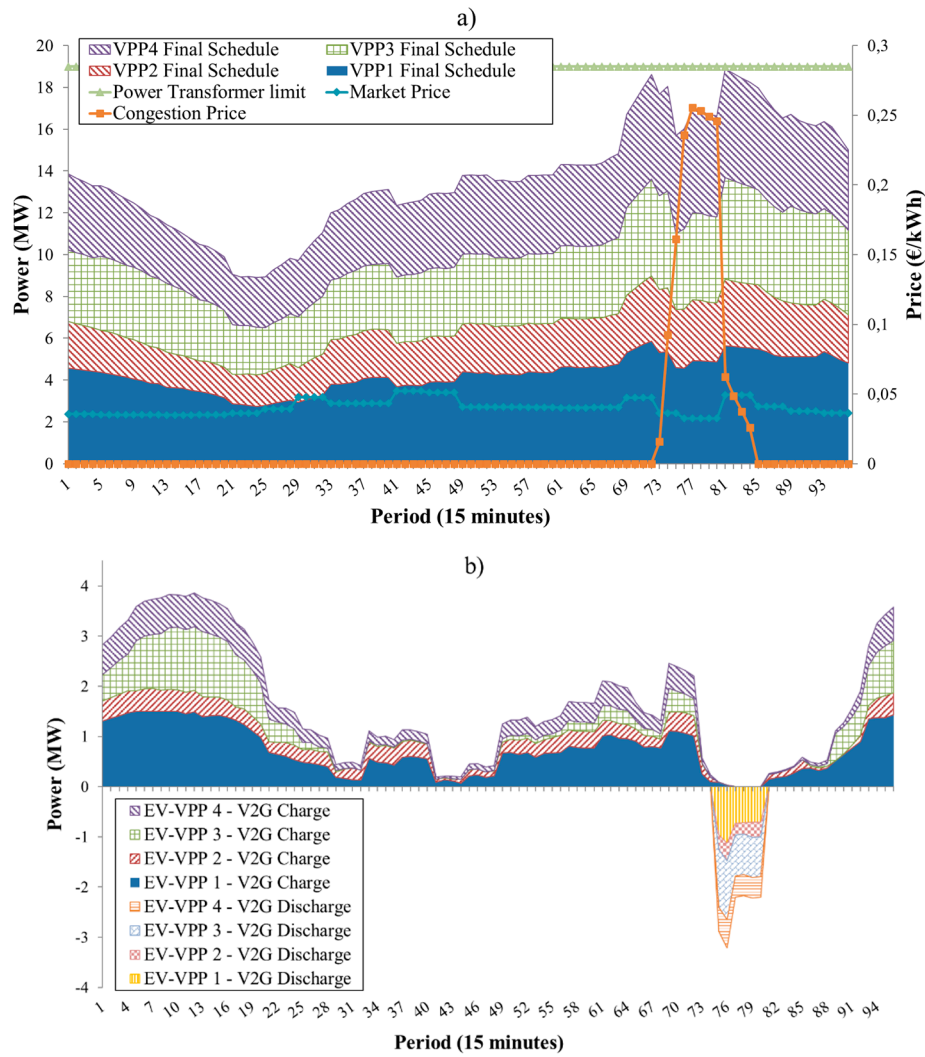 a)
VPP4 Final Schedule VPP3 Final Schedule
VPP2 Final Schedule VPP1 Final Schedule
Power Transformer limit Market Price
Congestion Price
Power (MW)
20
18
16
14
12
10
8
6
4
2
0
0,3
0,25
0,2
0,15
0,1
0,05
0
Price (€/kWh)
1 5 9 13 17 21 25 29 33 37 41 45 49 53 57 61 65 69 73 77 81 85 89 93
Period (15 minutes)
b)
Power (MW)
4
3
2
1
0
-1
-2
-3
-4
EV-VPP 4 - V2G Charge
EV-VPP 3 - V2G Charge
EV-VPP 2 - V2G Charge
EV-VPP 1 - V2G Charge
EV-VPP 4 - V2G Discharge
EV-VPP 3 - V2G Discharge
EV-VPP 2 - V2G Discharge
EV-VPP 1 - V2G Discharge
1 4 7 10 13 16 19 22 25 28 31 34 37 40 43 46 49 52 55 58 61 64 67 70 73 76 79 82 85 88 91 94
Period (15 minutes)